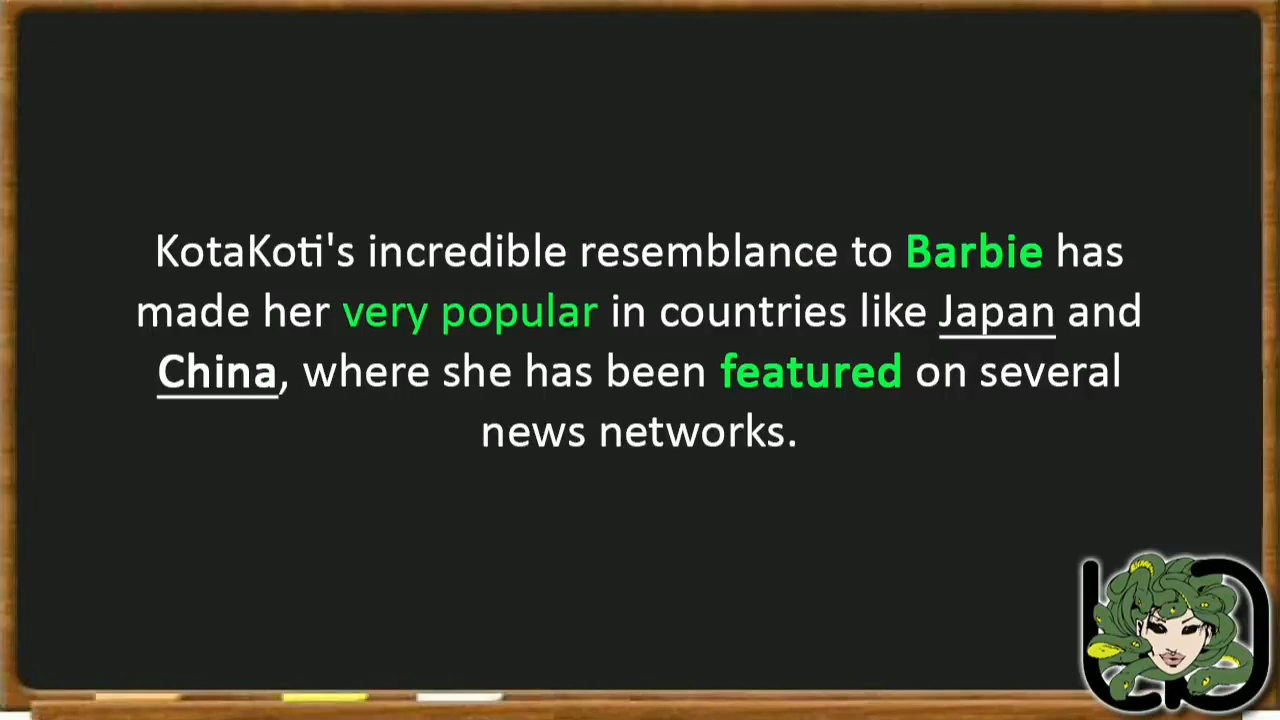 KotaKoti's incredible resemblance to Barbie has
made her very popular in countries like Japan and
China, where she has been featured on several
news networks.